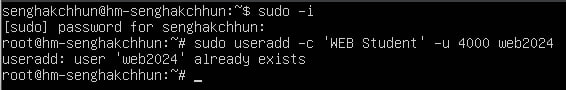 senghakchhun@hm-senghakchhun:~$ sudo -i
[sudo] password for senghakchhun:
root@hm-senghakchhun:~# sudo useradd -c 'WEB Student' -u 4000 web2024
useradd: user 'web2024' already exists
root@hm-senghakchhun:~# _